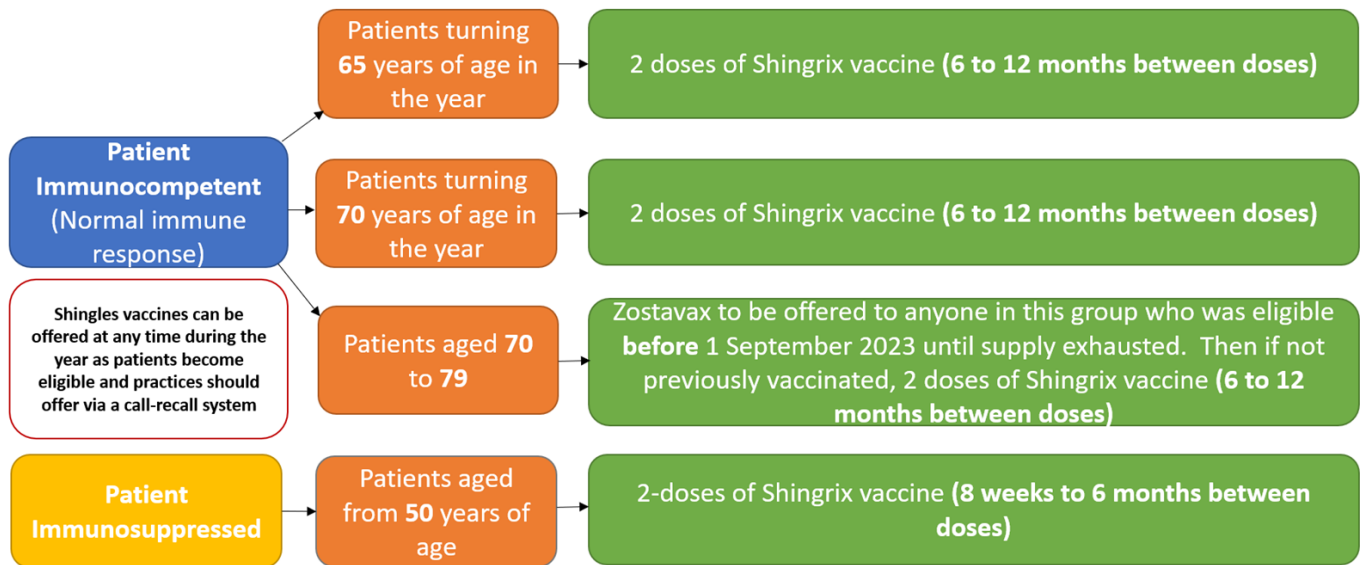 Patient
Immunocompetent
(Normal immune
response)
Patients turning
65 years of age in
the year
2 doses of Shingrix vaccine (6 to 12 months between doses)
Patients turning
70 years of age in
the year
2 doses of Shingrix vaccine (6 to 12 months between doses)
Patients aged 70
to 79
Zostavax to be offered to anyone in this group who was eligible
before 1 September 2023 until supply exhausted. Then if not
previously vaccinated, 2 doses of Shingrix vaccine (6 to 12
months between doses)
Shingles vaccines can be
offered at any time during the
year as patients become
eligible and practices should
offer via a call-recall system
Patient
Immunosuppressed
Patients aged
from 50 years of
age
2-doses of Shingrix vaccine (8 weeks to 6 months between
doses)